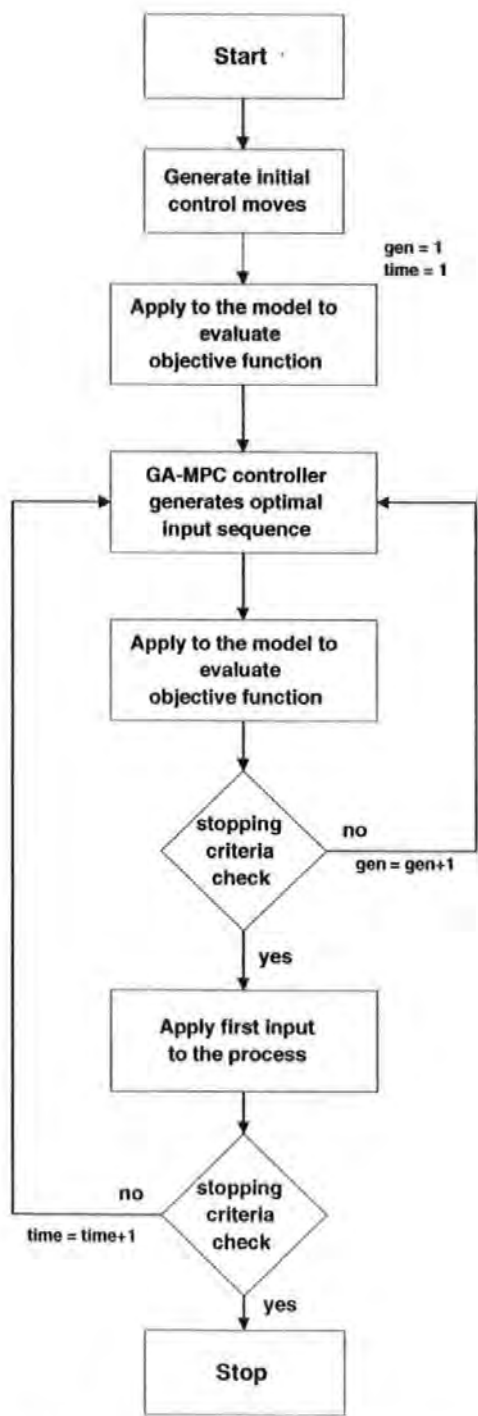 Start
Generate initial
control moves
gen = 1
time = 1
Apply to the model to
evaluate
objective function
GA-MPC controller
generates optimal
input sequence
Apply to the model to
evaluate
objective function
stopping
criteria
check
no
gen = gen+1
yes
Apply first input
to the process
stopping
criteria
check
no
time = time+1
yes
Stop